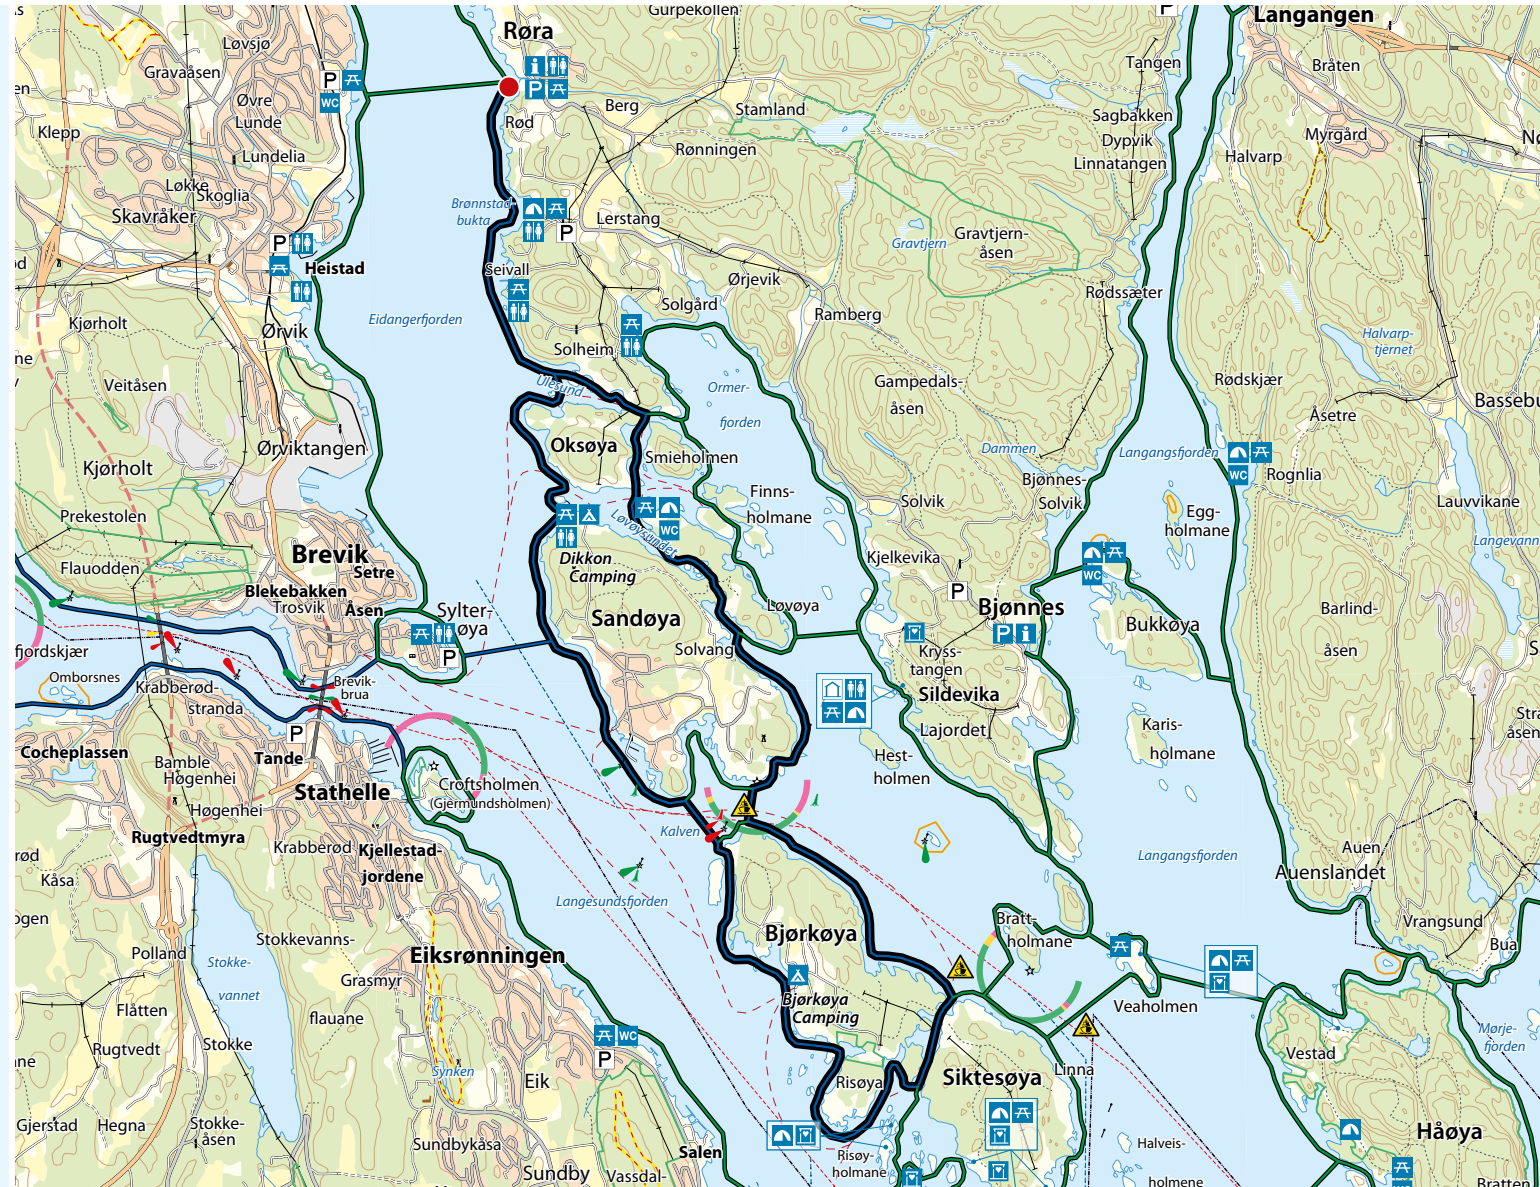 Gurpekollen
Langangen
P
Røra
Løvsjø
Gravaåsen
Bråten
Tangen
P
P
WC
Øvre
Lunde
Berg
Stamland
Sagbakken
Rød
Klepp
Dypvik
Myrgård
Rønningen
Lundelia
Halvarp
Linnatangen
Løkke
Skoglia
Brønnstad-
bukta
Skavråker
Lerstang
P
Gravtjern
Gravtjern-
åsen
P
Heistad
Seivall
Ørjevik
Rødssæter
Solgård
Ramberg
Eidangerfjorden
Kjørholt
Ørvik
Halvarp-
tjernet
Solheim
Veitåsen
Ulesund
Ormer-
fjorden
Gampedals-
åsen
Rødskjær
Åsetre
Bassebu
Ørviktangen
Oksøya
Smieholmen
Dammen
Langangsfjorden
Kjørholt
WC
Rognlia
Bjønnes-
Solvik
Finns-
holmane
Solvik
Lauvvikane
Egg-
holmane
Prekestolen
Løvøysundet
WC
Langevann
Brevik
Setre
Flauodden
Dikkon
Camping
Kjelkevika
WC
Blekebakken
Trosvik
Åsen
P
Bjønnes
P
Sylter-
øya
Sandøya
Løvøya
Barlind-
åsen
Bukkøya
fjordskjær
P
Solvang
Kryss-
tangen
Omborsnes
Krabberød-
stranda
Brevik-
brua
Sildevika
Lajordet
Karis-
holmane
P
Cocheplassen
Bamble
Høgenhei
Tande
Hest-
holmen
Croftsholmen
(Gjermundsholmen)
Stathelle
Høgenhei
Rugtvedtmyra
Krabberød
Kjellestad-
jordene
Kalven
Langangsfjorden
Auen
Auenslandet
Kåsa
Langesundsfjorden
Bratt-
holmane
Vrangsund
Bjørkøya
Stokkevanns-
Bua
Polland
Eiksrønningen
Stokke-
vannet
Grasmyr
Bjørkøya
Camping
Veaholmen
Flåtten
flauane
Mørje-
fjorden
WC
Rugtvedt
Stokke
P
Vestad
Synken
Eik
Risøya
Siktesøya
Linna
Gjerstad
Hegna
Stokke-
åsen
Sundbykåsa
Håøya
Salen
Risøy-
holmane
Halveis-
holmene
Sundby
Vassdal-
Bratten